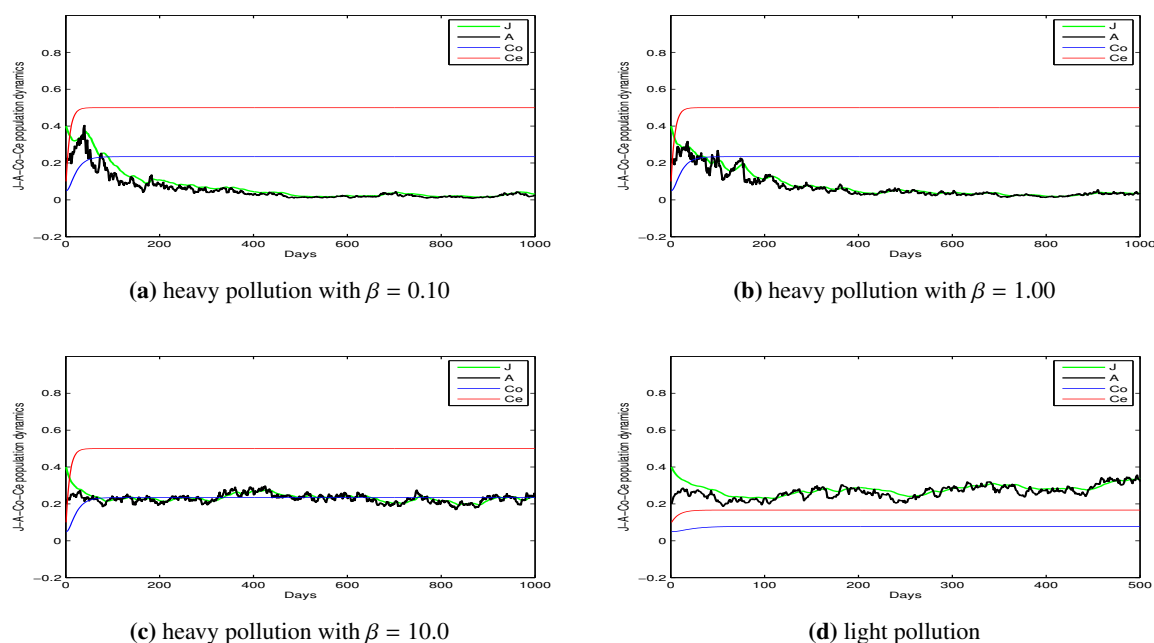 J
A
Co
Ce
J–A–Co–Ce population dynamics
0.8
0.6
0.4
0.2
0
−0.2
0 200 400 600 800 1000
Days
(a) heavy pollution with β = 0.10
J
A
Co
Ce
J–A–Co–Ce population dynamics
0.8
0.6
0.4
0.2
0
−0.2
0 200 400 600 800 1000
Days
(b) heavy pollution with β = 1.00
J
A
Co
Ce
J–A–Co–Ce population dynamics
0.8
0.6
0.4
0.2
0
−0.2
0 200 400 600 800 1000
Days
(c) heavy pollution with β = 10.0
J
A
Co
Ce
J–A–Co–Ce population dynamics
0.8
0.6
0.4
0.2
0
−0.2
0 100 200 300 400 500
Days
(d) light pollution